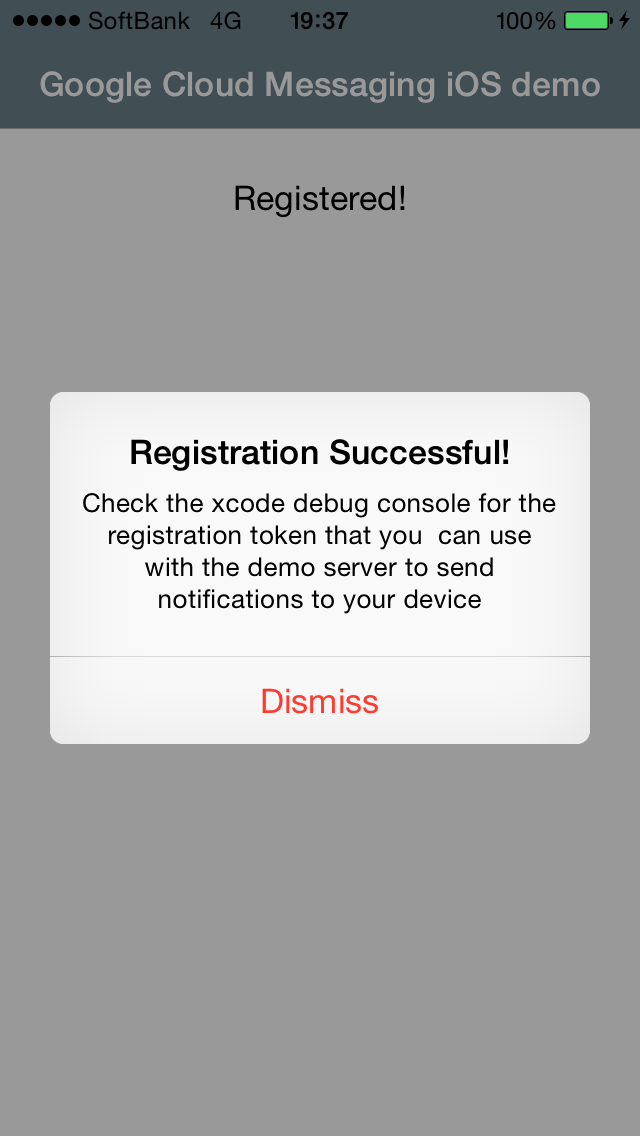 SoftBank 4G 19:37 100%
Google Cloud Messaging iOS demo
Registered!
Registration Successful!
Check the xcode debug console for the
registration token that you  can use
with the demo server to send
notifications to your device
Dismiss